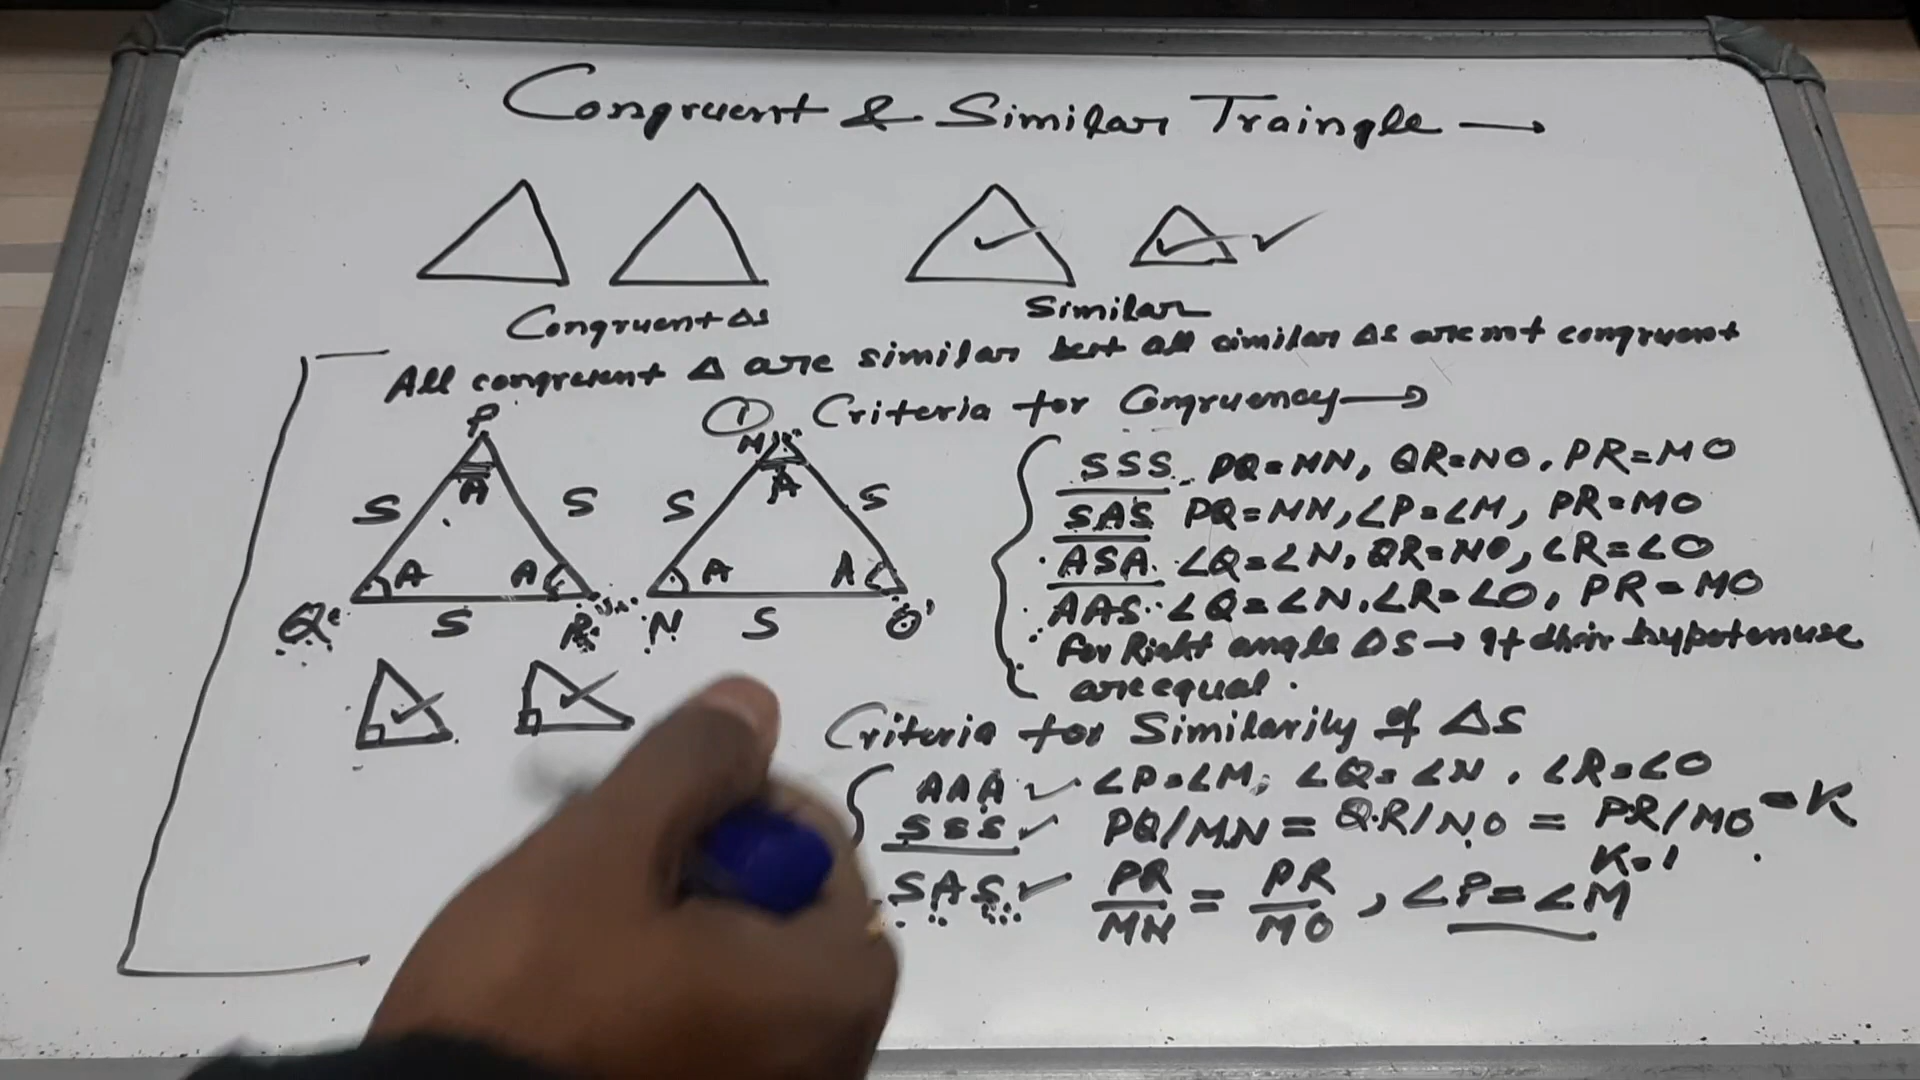 Congruent & Similar Traingle →
Congruent Δs
Similar
All congruent Δ are similar but all similar Δs are not congruent
① Criteria for Congruency →
P
A
S
S
A
A
Q
S
R
M
A
S
S
A
A
N
S
O
SSS PQ=MN, QR=NO, PR=MO
SAS PQ=MN, ∠P=∠M, PR=MO
ASA ∠Q=∠N, QR=NO, ∠R=∠O
AAS ∠Q=∠N, ∠R=∠O, PR=MO
for Right angle ΔS → If their hypotenuse
are equal.
Criteria for Similarity of ΔS
AAA ✓ ∠P=∠M, ∠Q=∠N, ∠R=∠O
SSS ✓ PQ/MN = QR/NO = PR/MO = K
K=1
SAS ✓ PQ/MN = PR/MO, ∠P=∠M